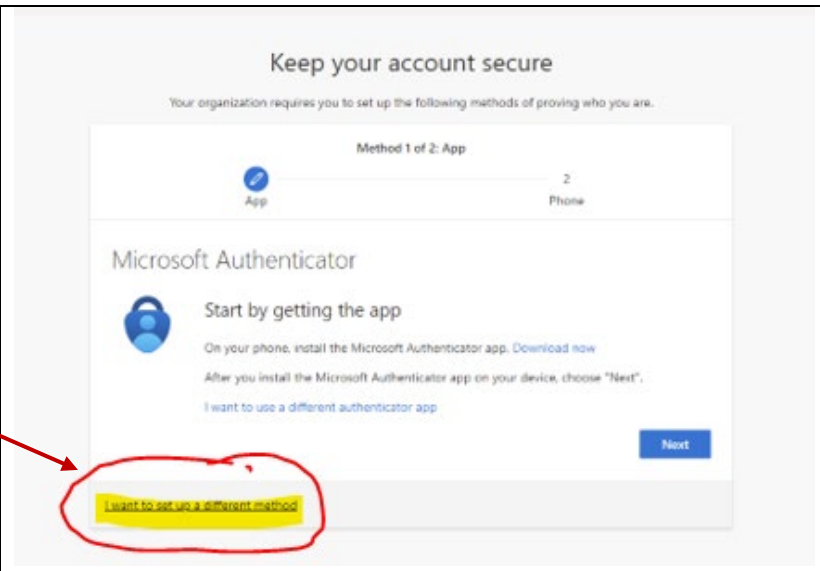 Keep your account secure
Your organization requires you to set up the following methods of proving who you are.
Method 1 of 2: App
2
App
Phone
Microsoft Authenticator
Start by getting the app
On your phone, install the Microsoft Authenticator app. Download now
After you install the Microsoft Authenticator app on your device, choose "Next".
I want to use a different authenticator app
Next
I want to set up a different method